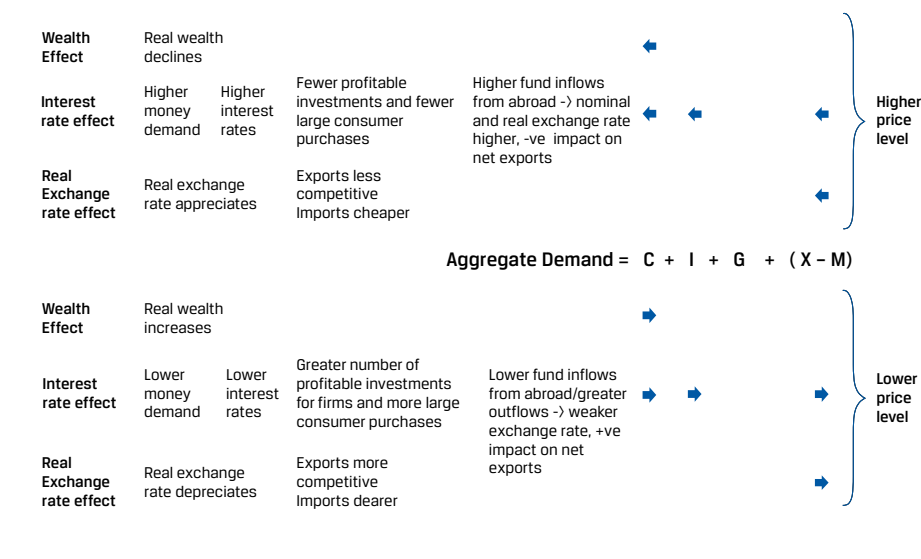 Wealth
Effect
Real wealth
declines
Interest
rate effect
Higher
money
demand
Higher
interest
rates
Fewer profitable
investments and fewer
large consumer
purchases
Higher fund inflows
from abroad -> nominal
and real exchange rate
higher, -ve impact on
net exports
Real
Exchange
rate effect
Real exchange
rate appreciates
Exports less
competitive
Imports cheaper
Higher
price
level
Aggregate Demand = C + I + G + ( X – M)
Wealth
Effect
Real wealth
increases
Interest
rate effect
Lower
money
demand
Lower
interest
rates
Greater number of
profitable investments
for firms and more large
consumer purchases
Lower fund inflows
from abroad/greater
outflows -> weaker
exchange rate, +ve
impact on net
exports
Real
Exchange
rate effect
Real exchange
rate depreciates
Exports more
competitive
Imports dearer
Lower
price
level